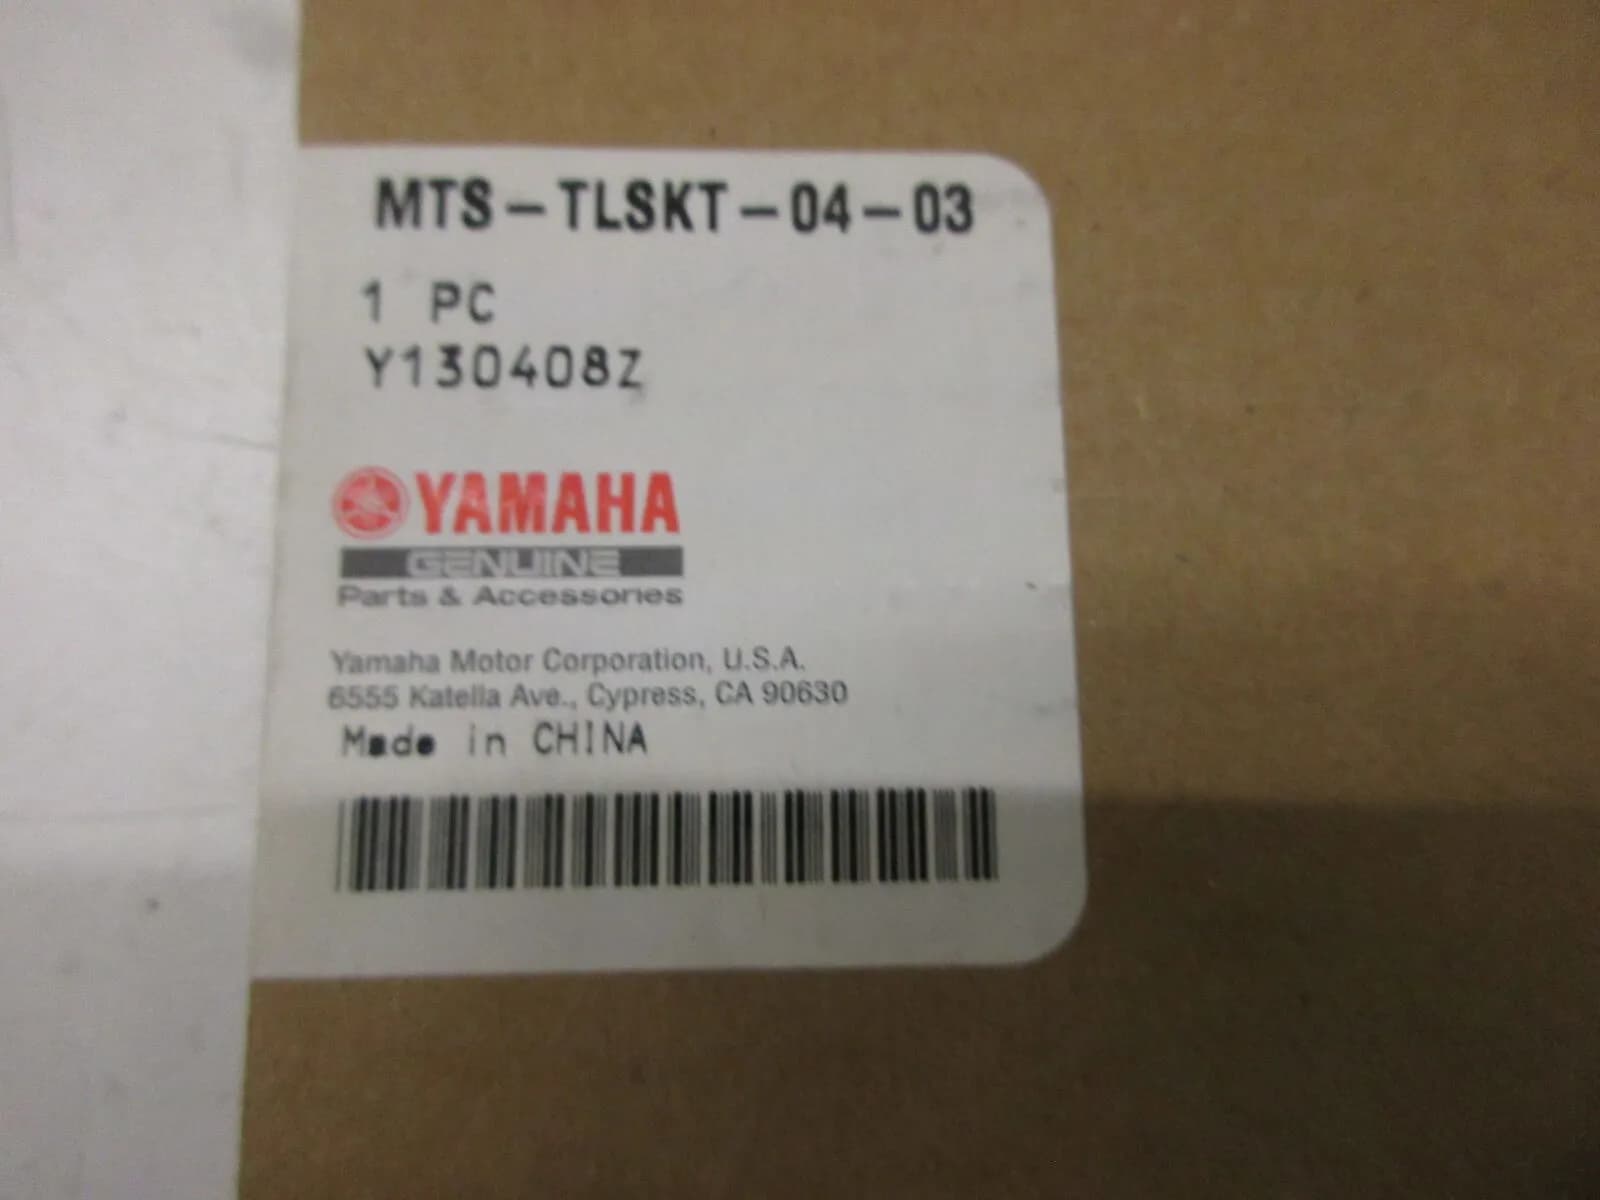 MTS-TLSKT-04-03
1 PC
Y130408Z
YAMAHA
GENUINE
Parts & Accessories
Yamaha Motor Corporation, U.S.A.
6555 Katella Ave., Cypress, CA 90630
Made in CHINA